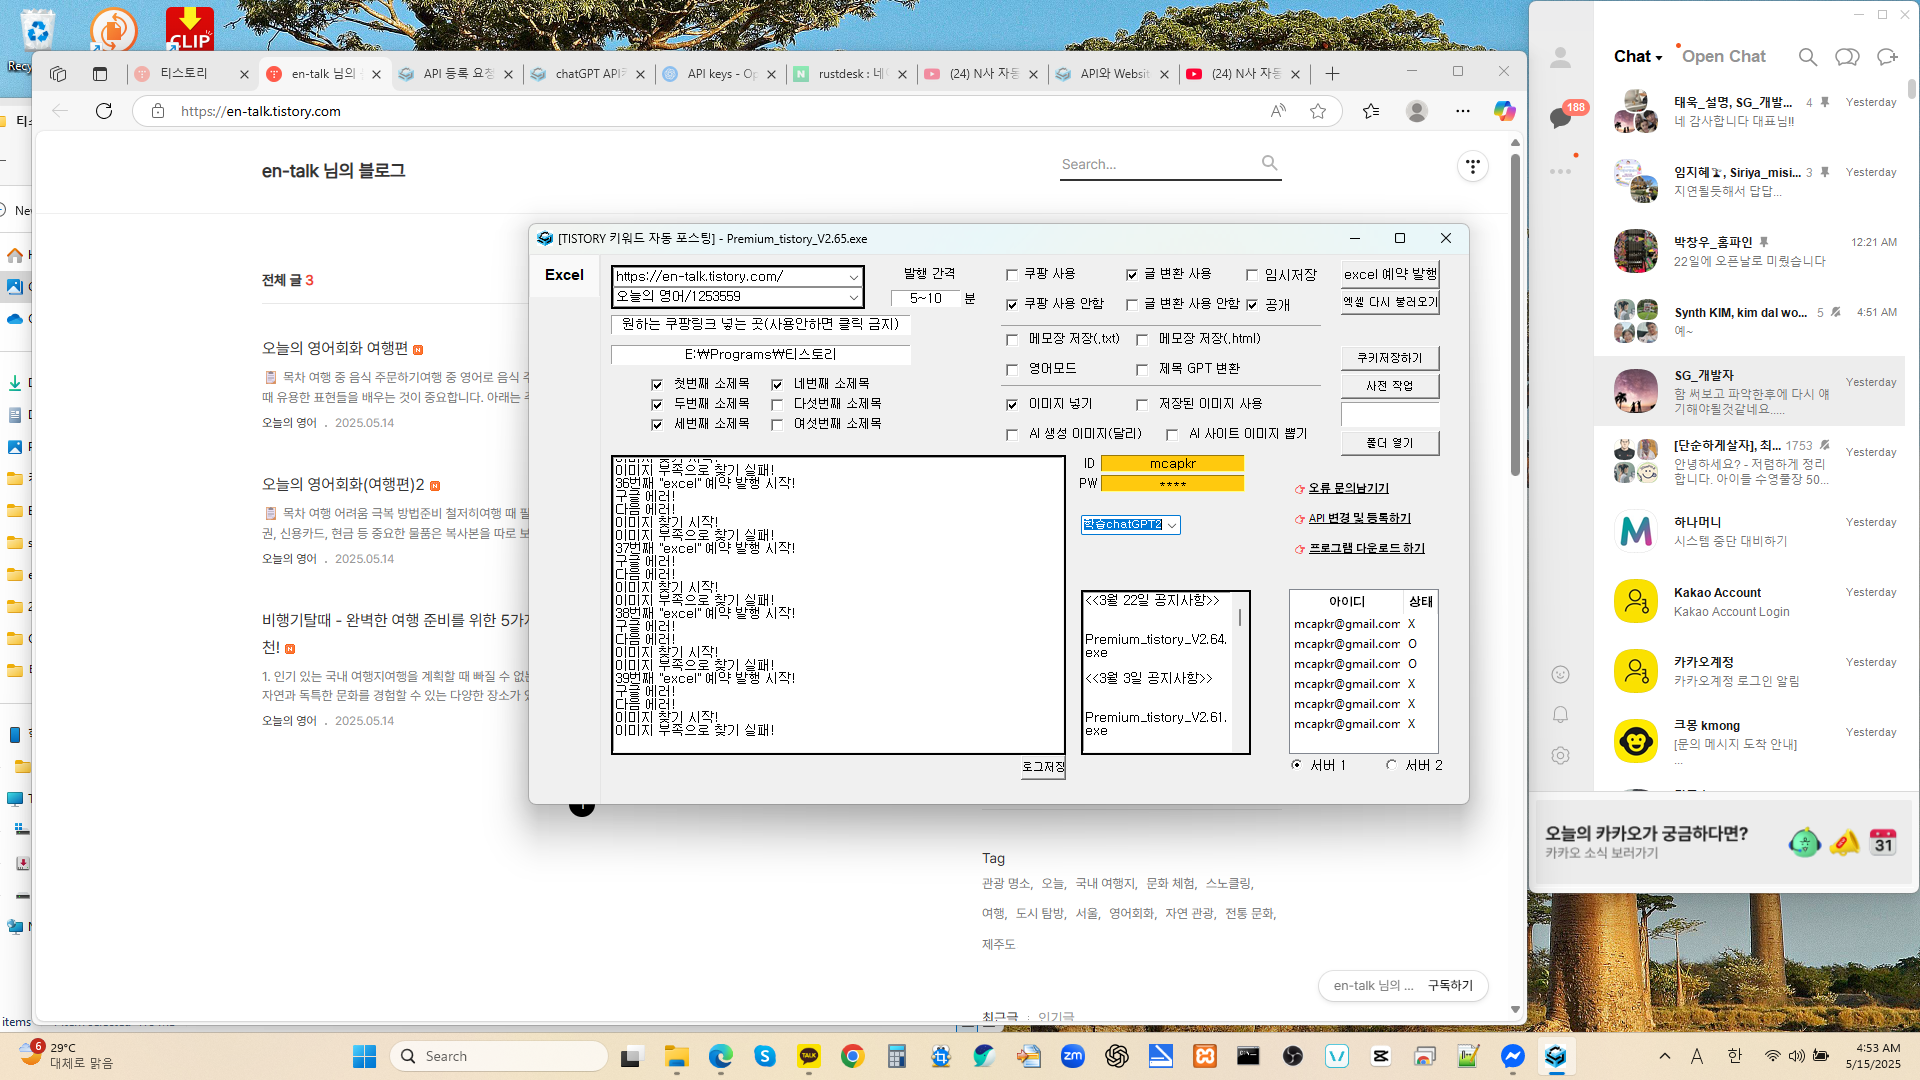 CLIP
티스토리
en-talk 님의
API 등록 요청
chatGPT API
API keys - Op
rustdesk : 네
(24) N사 자동
API와 Websit
(24) N사 자동
https://en-talk.tistory.com
en-talk 님의 블로그
Search...
전체 글 3
오늘의 영어회화 여행편 N
목차 여행 중 음식 주문하기여행 중 영어로 음식
때 유용한 표현들을 배우는 것이 중요합니다. 아래는
오늘의 영어 . 2025.05.14
오늘의 영어회화(여행편)2 N
목차 여행 어려움 극복 방법준비 철저히여행 때
권, 신용카드, 현금 등 중요한 물품은 복사본을 따로
오늘의 영어 . 2025.05.14
비행기탈때 - 완벽한 여행 준비를 위한 5가지
천! N
1. 인기 있는 국내 여행지여행을 계획할 때 빠질 수 없는
자연과 독특한 문화를 경험할 수 있는 다양한 장소가
오늘의 영어 . 2025.05.14
[TISTORY 키워드 자동 포스팅] - Premium_tistory_V2.65.exe
Excel
https://en-talk.tistory.com/
오늘의 영어/1253559
발행 간격
5~10 분
원하는 쿠팡링크 넣는 곳(사용안하면 클릭 금지)
E:￦Programs￦티스토리
첫번째 소제목
네번째 소제목
두번째 소제목
다섯번째 소제목
세번째 소제목
여섯번째 소제목
쿠팡 사용
글 변환 사용
임시저장
쿠팡 사용 안함
글 변환 사용 안함
공개
메모장 저장(.txt)
메모장 저장(.html)
영어모드
제목 GPT 변환
이미지 넣기
저장된 이미지 사용
AI 생성 이미지(달리)
AI 사이트 이미지 뽑기
excel 예약 발행
엑셀 다시 불러오기
쿠키저장하기
사전 작업
폴더 열기
이미지 찾기 시작!
이미지 부족으로 찾기 실패!
36번째 "excel" 예약 발행 시작!
구글 에러!
다음 에러!
이미지 찾기 시작!
이미지 부족으로 찾기 실패!
37번째 "excel" 예약 발행 시작!
구글 에러!
다음 에러!
이미지 찾기 시작!
이미지 부족으로 찾기 실패!
38번째 "excel" 예약 발행 시작!
구글 에러!
다음 에러!
이미지 찾기 시작!
이미지 부족으로 찾기 실패!
39번째 "excel" 예약 발행 시작!
구글 에러!
다음 에러!
이미지 찾기 시작!
이미지 부족으로 찾기 실패!
로그저장
ID mcapkr
PW ****
학습chatGPT2
오류 문의남기기
API 변경 및 등록하기
프로그램 다운로드 하기
<<3월 22일 공지사항>>
Premium_tistory_V2.64.
exe
<<3월 3일 공지사항>>
Premium_tistory_V2.61.
exe
아이디 상태
mcapkr@gmail.com X
mcapkr@gmail.com O
mcapkr@gmail.com O
mcapkr@gmail.com X
mcapkr@gmail.com X
mcapkr@gmail.com X
서버 1
서버 2
Tag
관광 명소, 오늘, 국내 여행지, 문화 체험, 스노클링,
여행, 도시 탐방, 서울, 영어회화, 자연 관광, 전통 문화,
제주도
en-talk 님의 ... 구독하기
최근글 : 인기글
Chat
Open Chat
188
태욱_설명, SG_개발... 4 Yesterday
네 감사합니다 대표님!!
임지혜, Siriya_misi... 3 Yesterday
지연될듯해서 답답...
박창우_홈파인 12:21 AM
22일에 오픈날로 미뤘습니다
Synth KIM, kim dal wo... 5 4:51 AM
예~
SG_개발자 Yesterday
함 써보고 파악한후에 다시 얘
기해야될것같네요.....
[단순하게살자], 최... 1753 Yesterday
안녕하세요? - 저렴하게 정리
합니다. 아이들 수영풀장 50...
하나머니 Yesterday
시스템 중단 대비하기
Kakao Account Yesterday
Kakao Account Login
카카오계정 Yesterday
카카오계정 로그인 알림
크몽 kmong Yesterday
[문의 메시지 도착 안내]
...
오늘의 카카오가 궁금하다면?
카카오 소식 보러가기
31
items
6
29°C
대체로 맑음
Search
TALK
zm
A
한
4:53 AM
5/15/2025